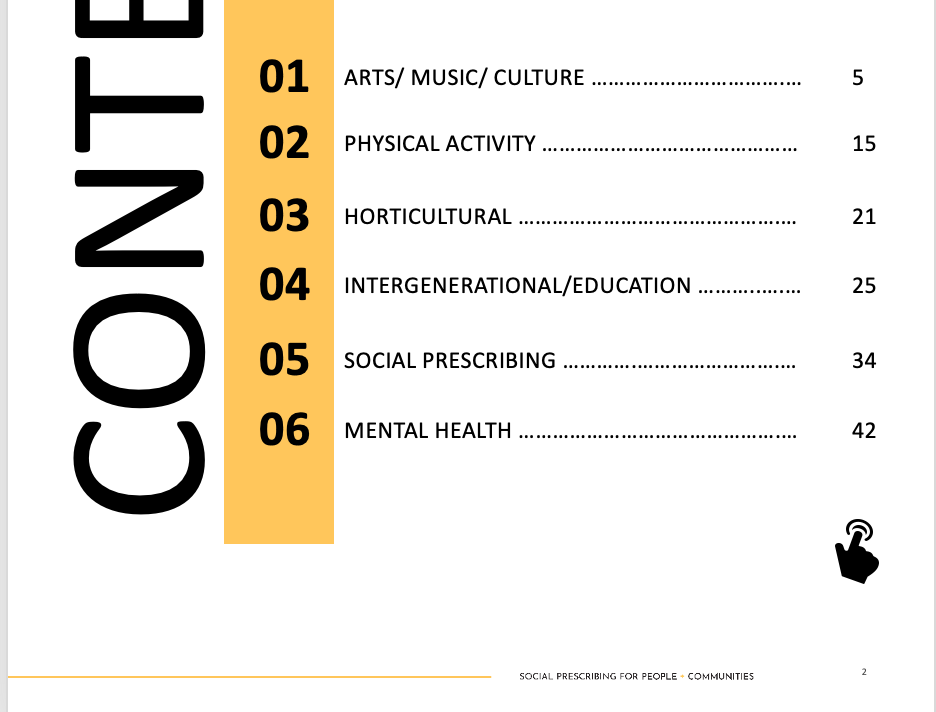 CONTE
01 ARTS/ MUSIC/ CULTURE ……………………………….… 5
02 PHYSICAL ACTIVITY ……………………………………… 15
03 HORTICULTURAL ……………………………………….… 21
04 INTERGENERATIONAL/EDUCATION ………..…..… 25
05 SOCIAL PRESCRIBING ………….…………………….… 34
06 MENTAL HEALTH ……………………………………….… 42
SOCIAL PRESCRIBING FOR PEOPLE + COMMUNITIES
2